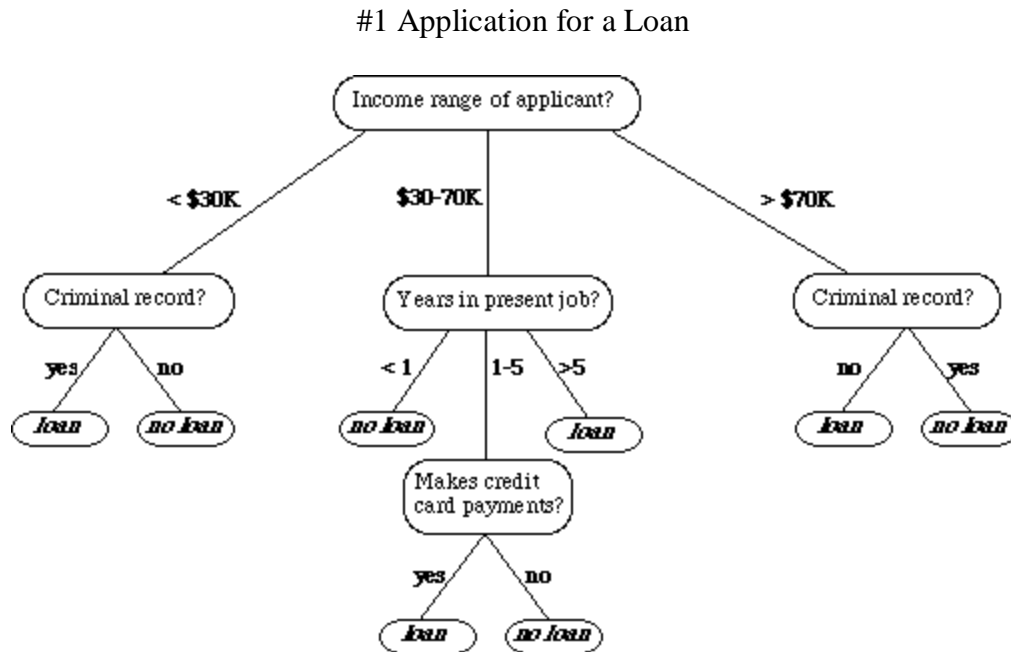 #1 Application for a Loan
Income range of applicant?
< $30K
$30-70K
> $70K
Criminal record?
Years in present job?
Criminal record?
yes
no
< 1
1-5
>5
no
yes
loan
no loan
no loan
loan
loan
no loan
Makes credit
card payments?
yes
no
loan
no loan